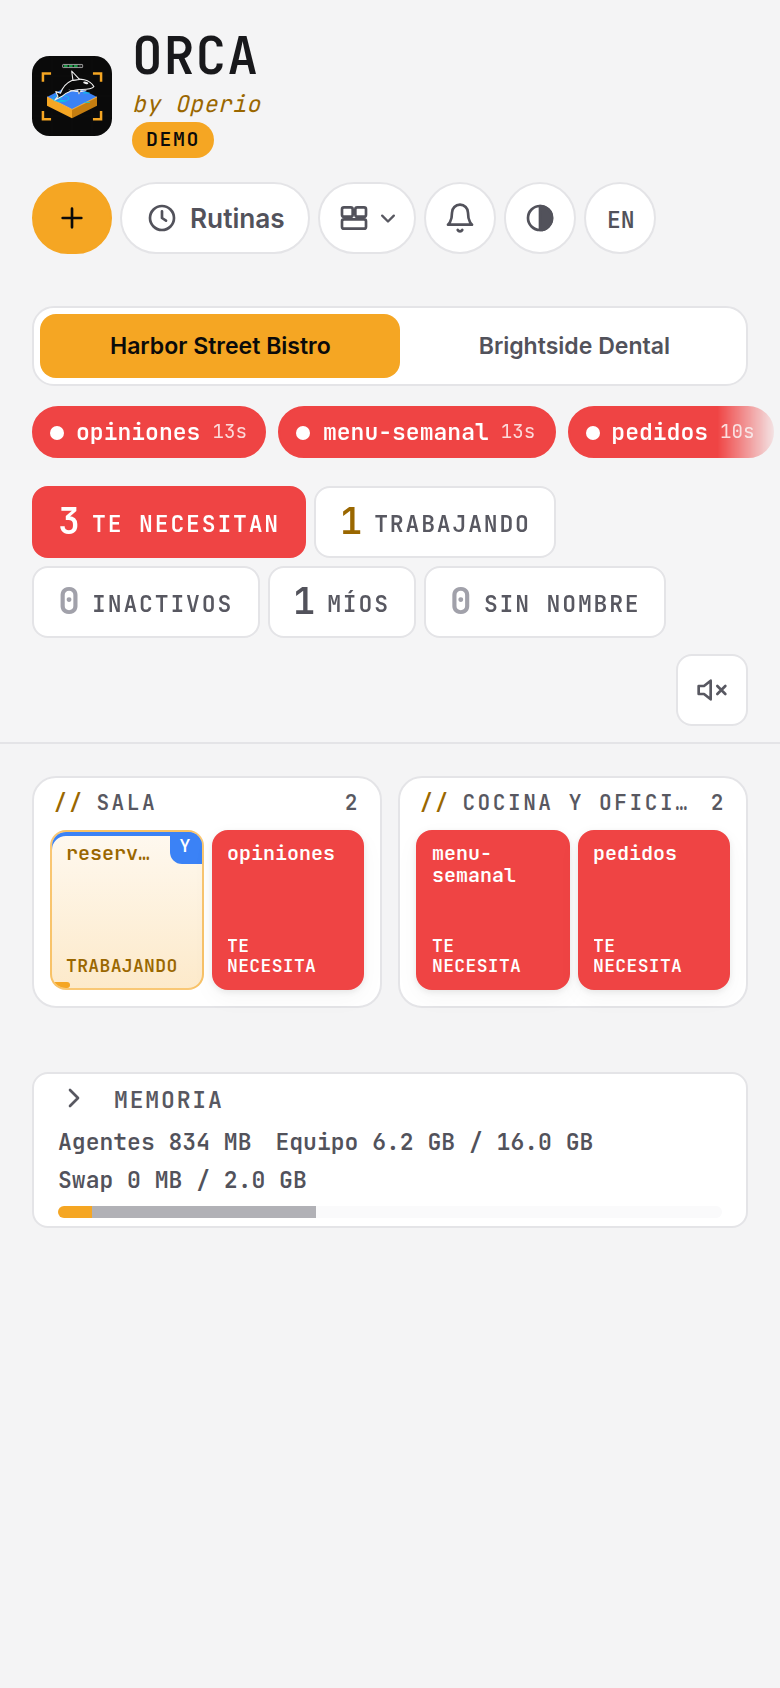 ORCA
by Operio
DEMO
Rutinas
EN
Harbor Street Bistro
Brightside Dental
opiniones 13s
menu-semanal 13s
pedidos 10s
3 TE NECESITAN
1 TRABAJANDO
0 INACTIVOS
1 MÍOS
0 SIN NOMBRE
// SALA 2
// COCINA Y OFICI… 2
reserv…
Y
TRABAJANDO
opiniones
TE
NECESITA
menu-
semanal
TE
NECESITA
pedidos
TE
NECESITA
MEMORIA
Agentes 834 MB Equipo 6.2 GB / 16.0 GB
Swap 0 MB / 2.0 GB